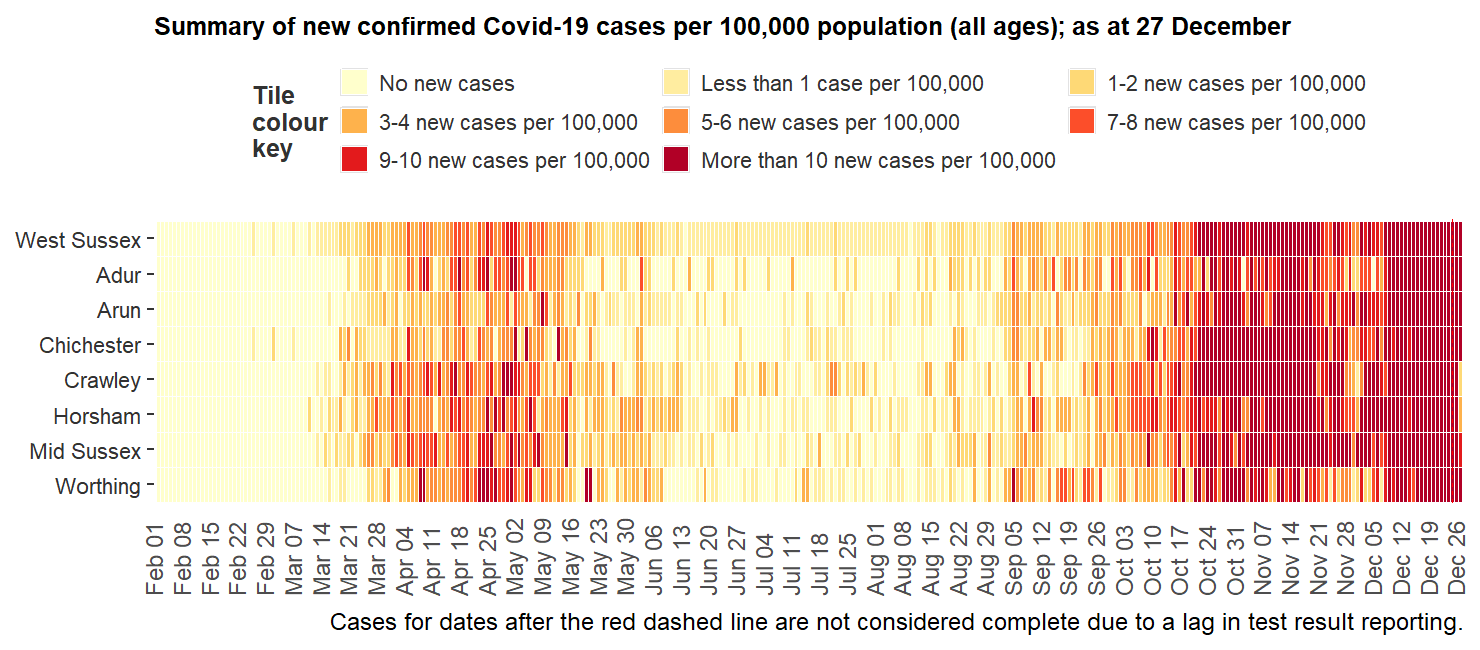 Summary of new confirmed Covid-19 cases per 100,000 population (all ages); as at 27 December
Tile
colour
key
No new cases
Less than 1 case per 100,000
1-2 new cases per 100,000
3-4 new cases per 100,000
5-6 new cases per 100,000
7-8 new cases per 100,000
9-10 new cases per 100,000
More than 10 new cases per 100,000
West Sussex
Adur
Arun
Chichester
Crawley
Horsham
Mid Sussex
Worthing
Feb 01
Feb 08
Feb 15
Feb 22
Feb 29
Mar 07
Mar 14
Mar 21
Mar 28
Apr 04
Apr 11
Apr 18
Apr 25
May 02
May 09
May 16
May 23
May 30
Jun 06
Jun 13
Jun 20
Jun 27
Jul 04
Jul 11
Jul 18
Jul 25
Aug 01
Aug 08
Aug 15
Aug 22
Aug 29
Sep 05
Sep 12
Sep 19
Sep 26
Oct 03
Oct 10
Oct 17
Oct 24
Oct 31
Nov 07
Nov 14
Nov 21
Nov 28
Dec 05
Dec 12
Dec 19
Dec 26
Cases for dates after the red dashed line are not considered complete due to a lag in test result reporting.